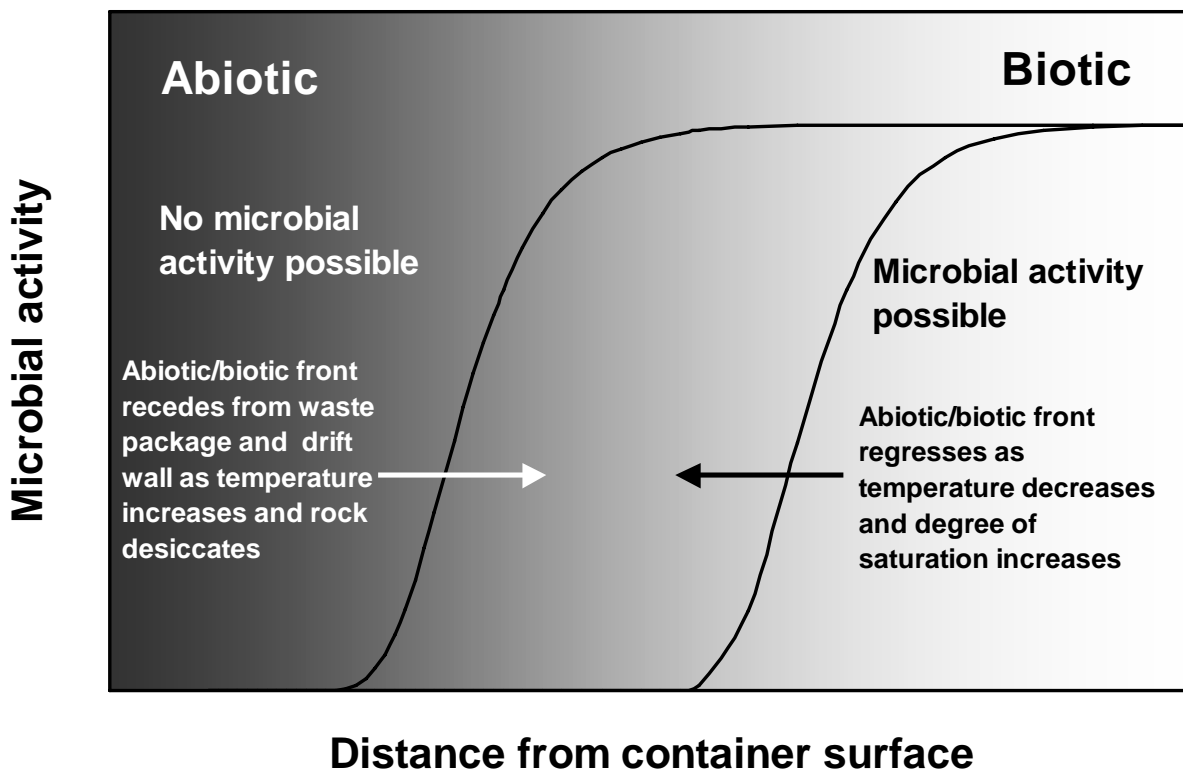 Abiotic
Biotic
No microbial
activity possible
Microbial activity
possible
Abiotic/biotic front
recedes from waste
package and drift
wall as temperature
increases and rock
desiccates
Abiotic/biotic front
regresses as
temperature decreases
and degree of
saturation increases
Microbial activity
Distance from container surface